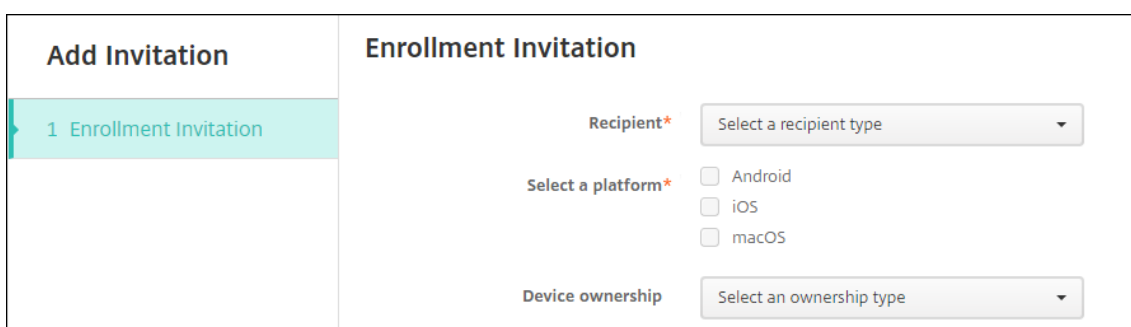 Add Invitation
1 Enrollment Invitation
Enrollment Invitation
Recipient* Select a recipient type
Select a platform* Android
iOS
macOS
Device ownership Select an ownership type